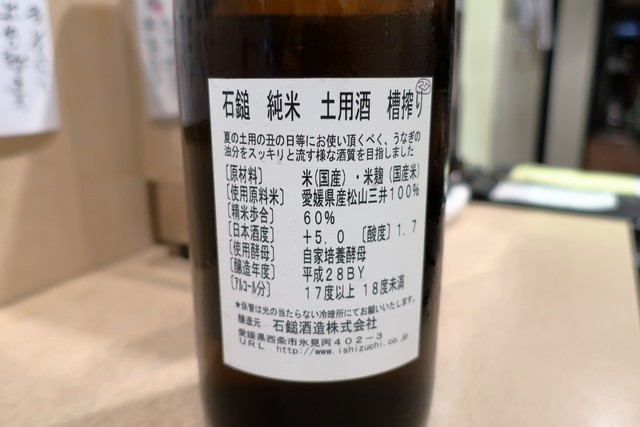 石鎚 純米 土用酒 槽搾り
夏の土用の丑の日等にお使い頂くべく、うなぎの
油分をスッキリと流す様な酒質を目指しました
[原材料] 米(国産)・米麹(国産米)
[使用原料米] 愛媛県産松山三井100%
[精米歩合] 60%
[日本酒度] +5.0 [酸度]1.7
[使用酵母] 自家培養酵母
[醸造年度] 平成28BY
[アルコール分] 17度以上18度未満
★保管は光の当たらない冷暗所にてお願いいたします。
醸造元 石鎚酒造株式会社
愛媛県西条市氷見丙402-3
URL http://www.ishizuchi.co.jp